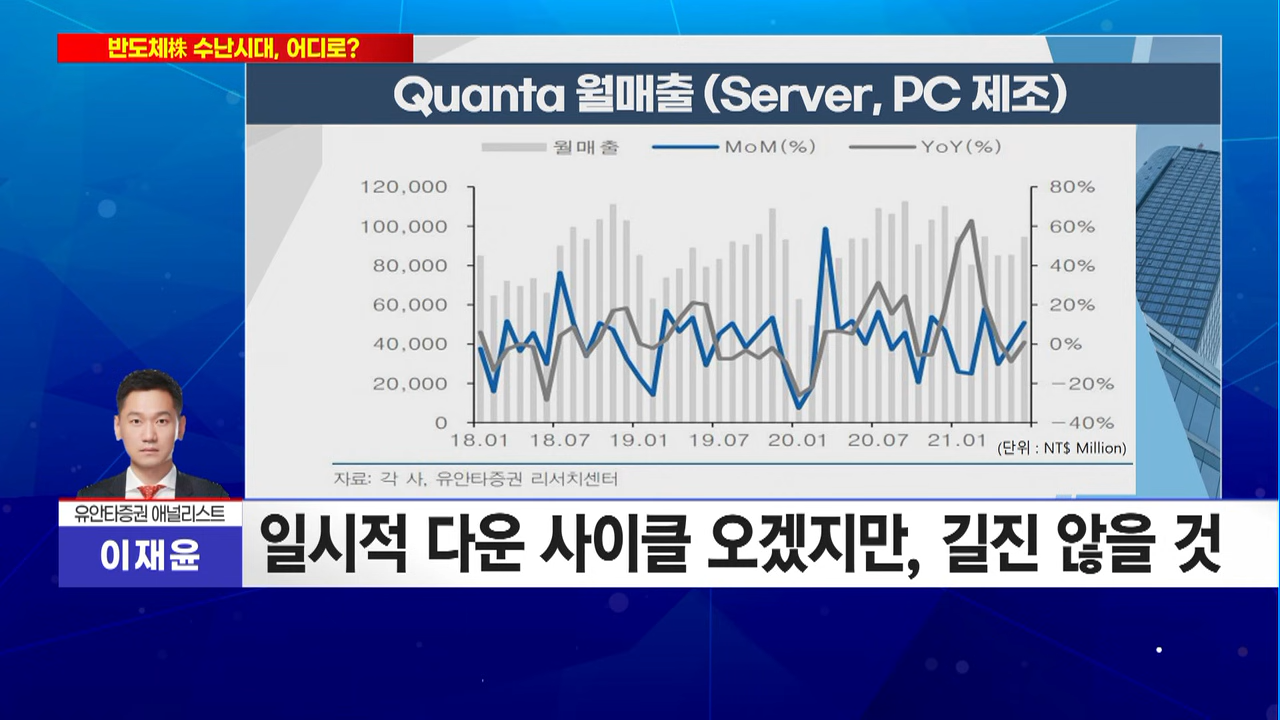 반도체株 수난시대, 어디로?
Quanta 월매출 (Server, PC 제조)
월매출 MoM(%) YoY(%)
120,000 80%
100,000 60%
80,000 40%
60,000 20%
40,000 0%
20,000 -20%
0 -40%
18.01 18.07 19.01 19.07 20.01 20.07 21.01
(단위 : NT$ Million)
자료: 각 사, 유안타증권 리서치센터
유안타증권 애널리스트
이재윤
일시적 다운 사이클 오겠지만, 길진 않을 것